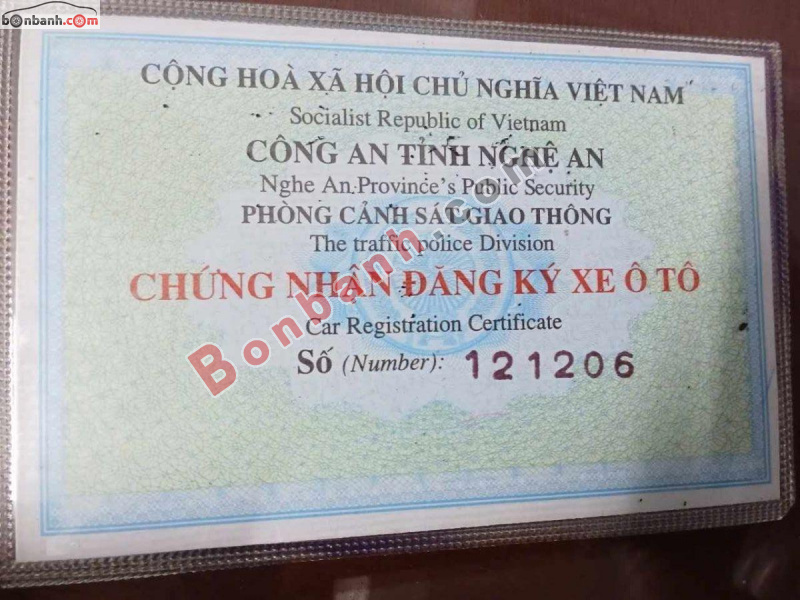 bonbanh.com
CỘNG HOÀ XÃ HỘI CHỦ NGHĨA VIỆT NAM
Socialist Republic of Vietnam
CÔNG AN TỈNH NGHỆ AN
Nghe An Province's Public Security
PHÒNG CẢNH SÁT GIAO THÔNG
The traffic police Division
CHỨNG NHẬN ĐĂNG KÝ XE Ô TÔ
Car Registration Certificate
Số (Number): 121206
Bonbanh.com